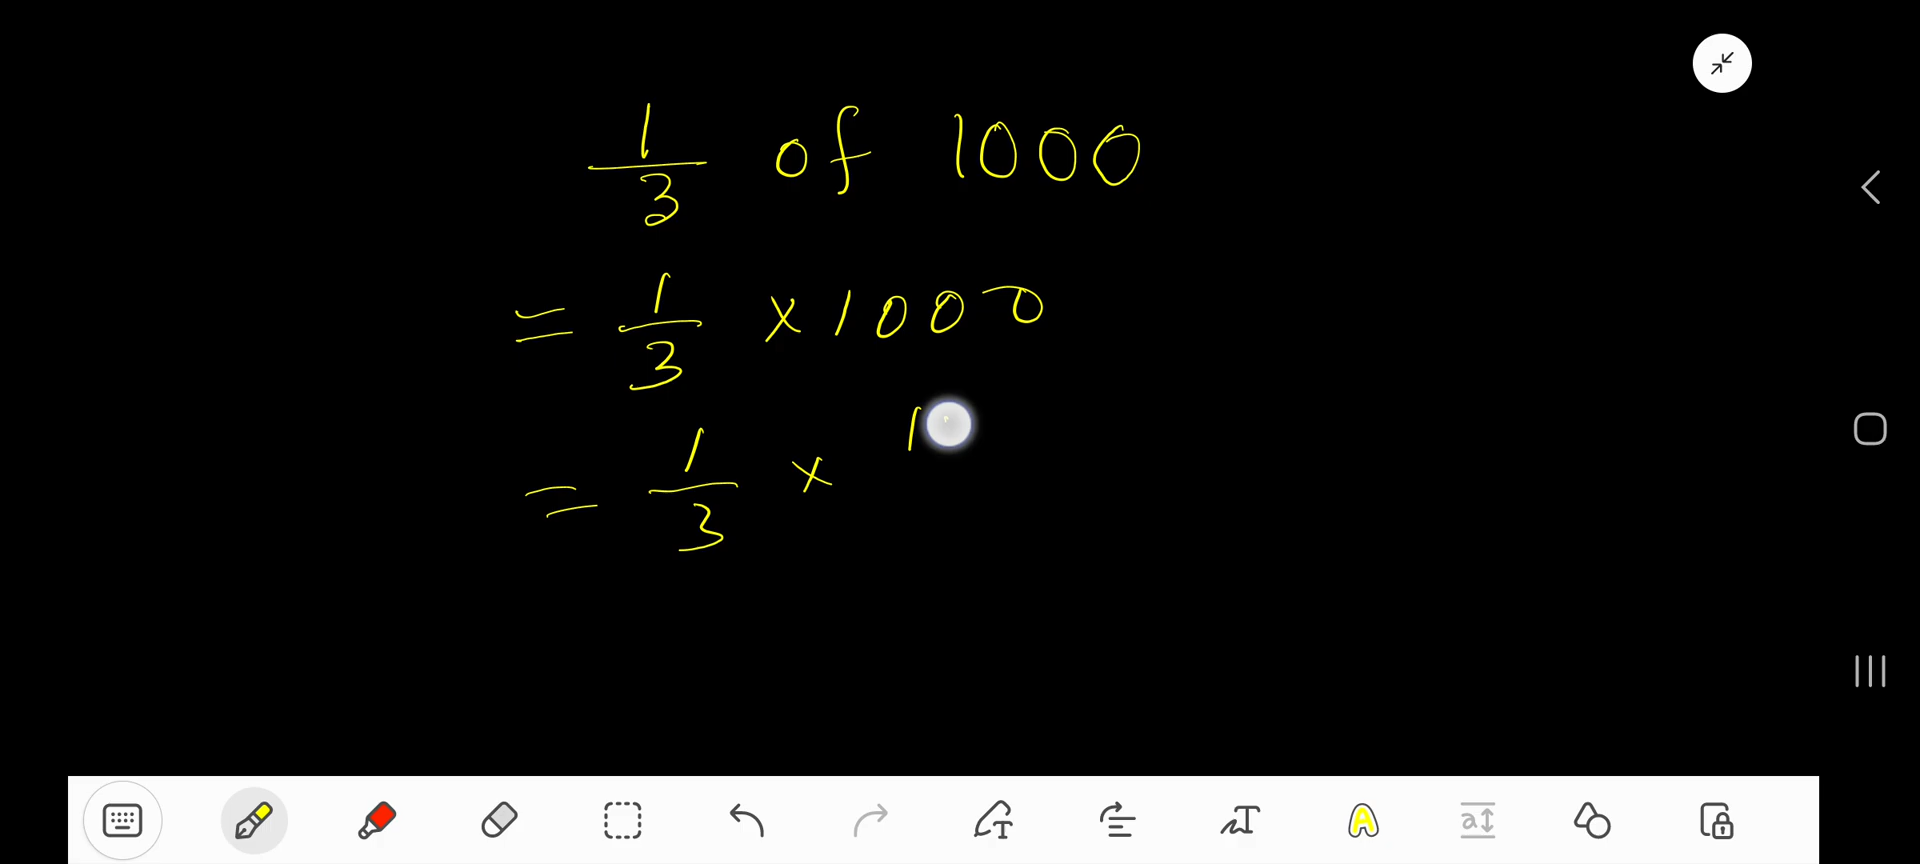 1/3 of 1000
= 1/3 × 1000
= 1/3 × 1